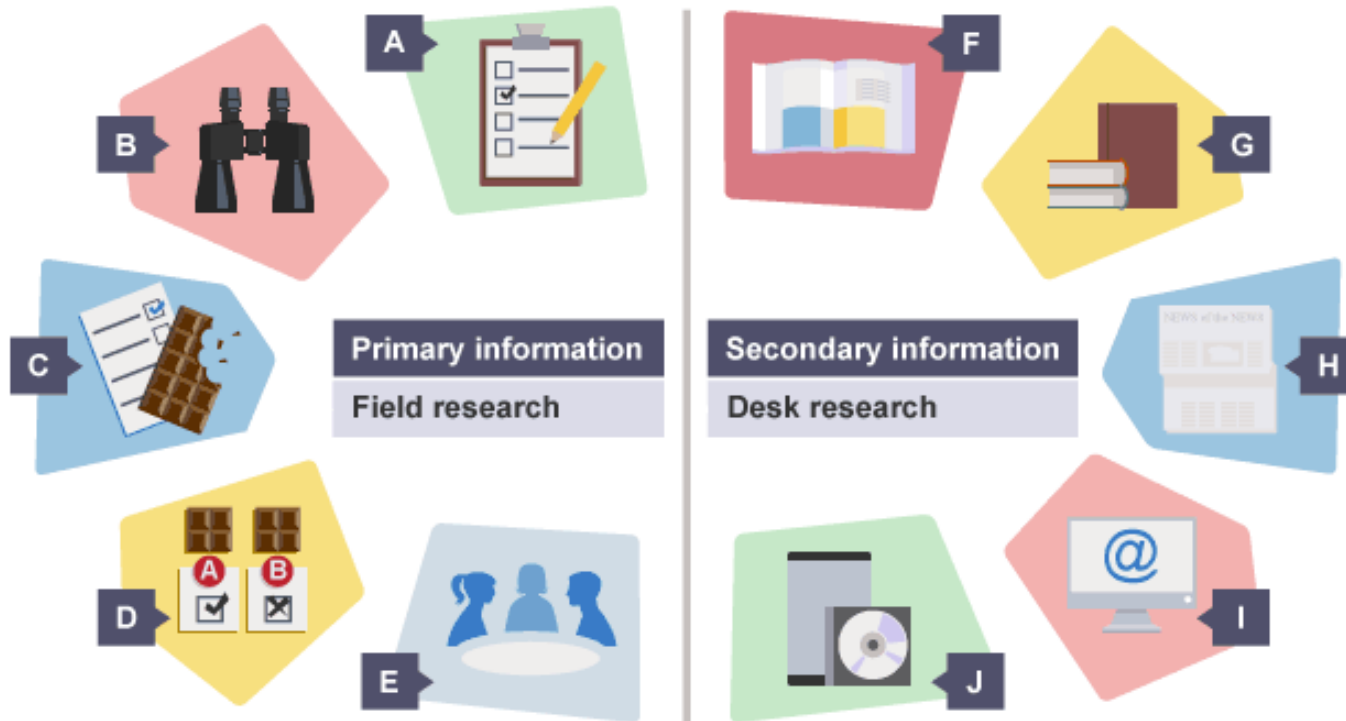 A
F
B
G
NEWS of the NEWS
C
Primary information
Secondary information
H
Field research
Desk research
A
B
@
D
I
E
J